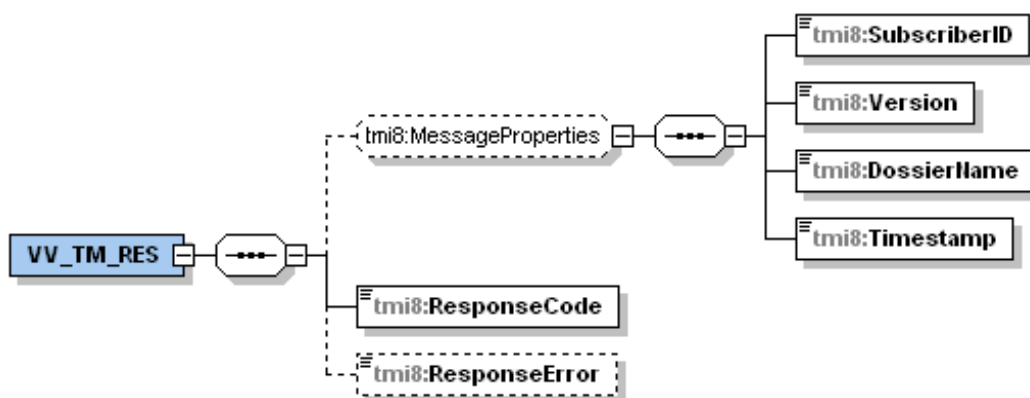 tmi8:SubscriberID
tmi8:Version
tmi8:MessageProperties
tmi8:DossierName
tmi8:Timestamp
VV_TM_RES
tmi8:ResponseCode
tmi8:ResponseError